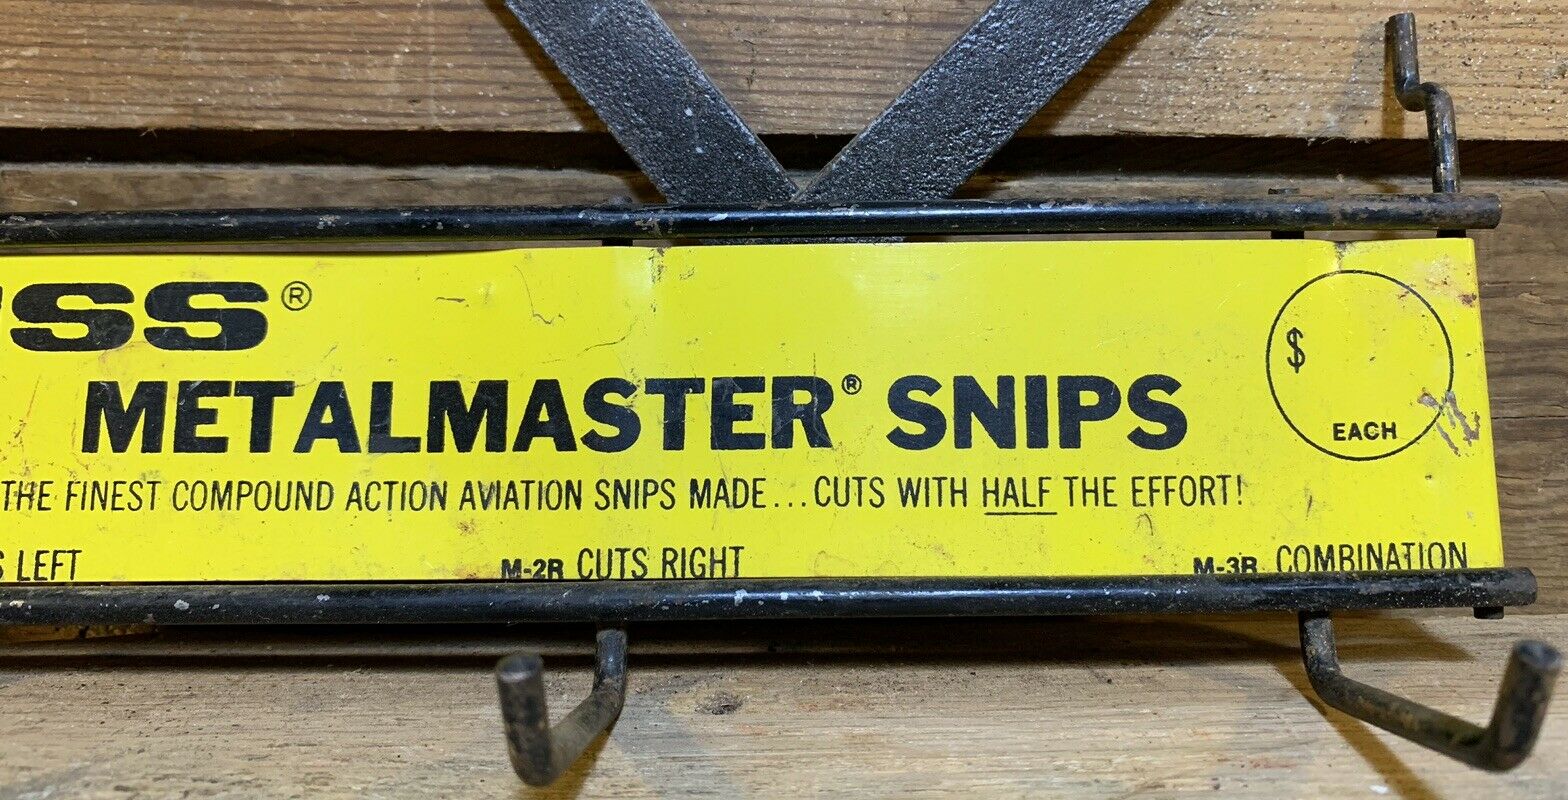 SS®
METALMASTER® SNIPS
$
EACH
THE FINEST COMPOUND ACTION AVIATION SNIPS MADE...CUTS WITH HALF THE EFFORT!
LEFT M-2R CUTS RIGHT M-3R COMBINATION